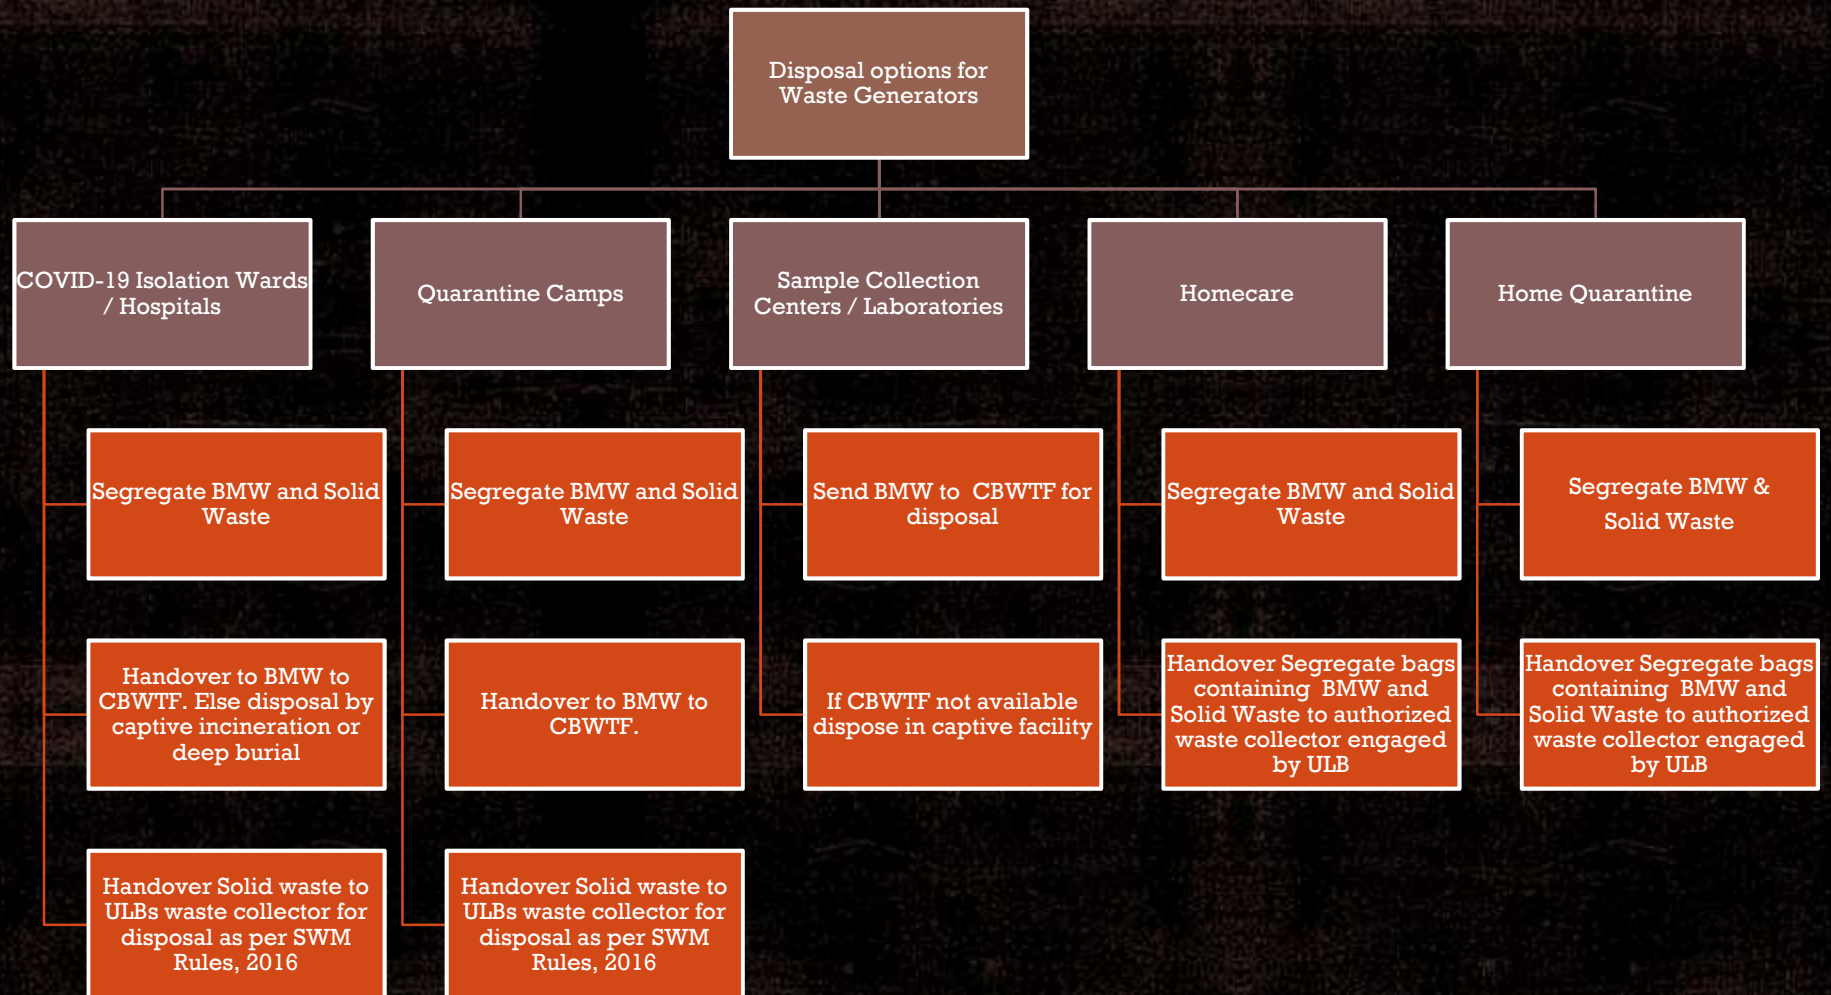 Disposal options for
Waste Generators
COVID-19 Isolation Wards
/ Hospitals
Quarantine Camps
Sample Collection
Centers / Laboratories
Homecare
Home Quarantine
Segregate BMW and Solid
Waste
Handover to BMW to
CBWTF. Else disposal by
captive incineration or
deep burial
Handover Solid waste to
ULBs waste collector for
disposal as per SWM
Rules, 2016
Segregate BMW and Solid
Waste
Handover to BMW to
CBWTF.
Handover Solid waste to
ULBs waste collector for
disposal as per SWM
Rules, 2016
Send BMW to CBWTF for
disposal
If CBWTF not available
dispose in captive facility
Segregate BMW and Solid
Waste
Handover Segregate bags
containing BMW and
Solid Waste to authorized
waste collector engaged
by ULB
Segregate BMW &
Solid Waste
Handover Segregate bags
containing BMW and
Solid Waste to authorized
waste collector engaged
by ULB